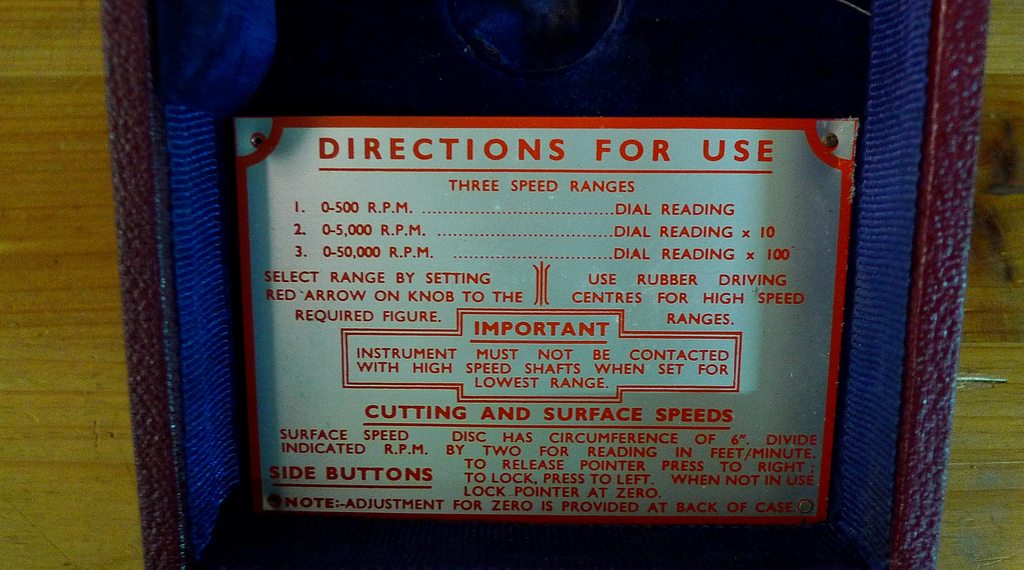 DIRECTIONS FOR USE
THREE SPEED RANGES
1. 0-500 R.P.M. ........................................DIAL READING
2. 0-5,000 R.P.M. .....................................DIAL READING x 10
3. 0-50,000 R.P.M. .................................DIAL READING x 100
SELECT RANGE BY SETTING
RED ARROW ON KNOB TO THE
REQUIRED FIGURE.
USE RUBBER DRIVING
CENTRES FOR HIGH SPEED
RANGES.
IMPORTANT
INSTRUMENT MUST NOT BE CONTACTED
WITH HIGH SPEED SHAFTS WHEN SET FOR
LOWEST RANGE.
CUTTING AND SURFACE SPEEDS
SURFACE SPEED DISC HAS CIRCUMFERENCE OF 6". DIVIDE
INDICATED R.P.M. BY TWO FOR READING IN FEET/MINUTE.
SIDE BUTTONS
TO RELEASE POINTER PRESS TO RIGHT;
TO LOCK, PRESS TO LEFT. WHEN NOT IN USE
LOCK POINTER AT ZERO.
NOTE:-ADJUSTMENT FOR ZERO IS PROVIDED AT BACK OF CASE.